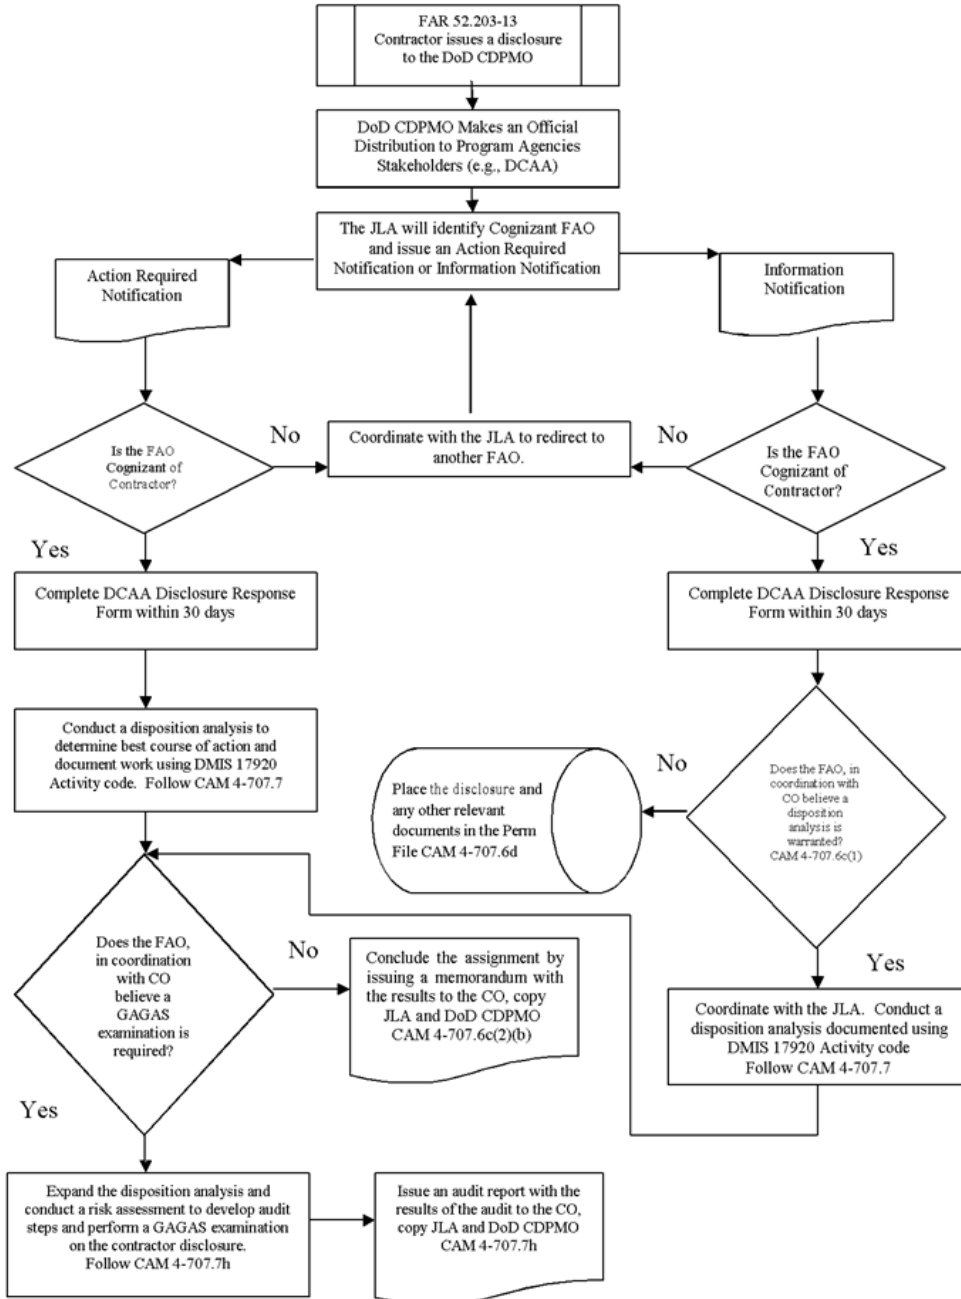 FAR 52.203-13
Contractor issues a disclosure
to the DoD CDPMO
DoD CDPMO Makes an Official
Distribution to Program Agencies
Stakeholders (e.g., DCAA)
The JLA will identify Cognizant FAO
and issue an Action Required
Notification or Information Notification
Action Required
Notification
Information
Notification
Is the FAO
Cognizant of
Contractor?
No
Coordinate with the JLA to redirect to
another FAO.
No
Is the FAO
Cognizant of
Contractor?
Yes
Yes
Complete DCAA Disclosure Response
Form within 30 days
Complete DCAA Disclosure Response
Form within 30 days
Conduct a disposition analysis to
determine best course of action and
document work using DMIS 17920
Activity code. Follow CAM 4-707.7
Place the disclosure and
any other relevant
documents in the Perm
File CAM 4-707.6d
No
Does the FAO, in
coordination with
CO believe a
disposition
analysis is
warranted?
CAM 4-707.6c(1)
Does the FAO,
in coordination
with CO
believe a
GAGAS
examination is
required?
No
Conclude the assignment by
issuing a memorandum with
the results to the CO, copy
JLA and DoD CDPMO
CAM 4-707.6c(2)(b)
Yes
Coordinate with the JLA. Conduct a
disposition analysis documented using
DMIS 17920 Activity code
Follow CAM 4-707.7
Yes
Expand the disposition analysis and
conduct a risk assessment to develop audit
steps and perform a GAGAS examination
on the contractor disclosure.
Follow CAM 4-707.7h
Issue an audit report with the
results of the audit to the CO,
copy JLA and DoD CDPMO
CAM 4-707.7h